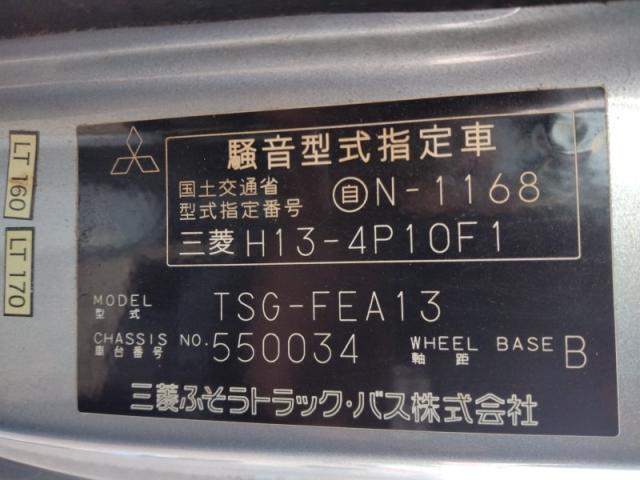 騒音型式指定車
国土交通省
型式指定番号 自N-1168
三菱 H13-4P10F1
MODEL 型式 TSG-FEA13
CHASSIS NO. 車台番号 550034 WHEEL BASE 軸距 B
三菱ふそうトラック・バス株式会社
LT 160
LT 170